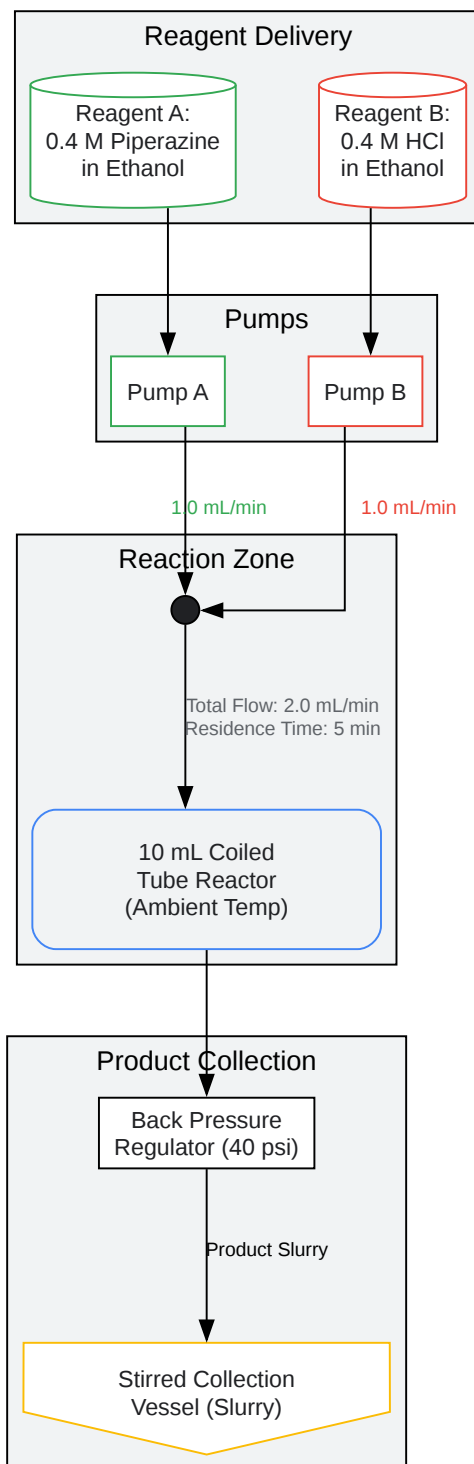 Reagent Delivery
Reagent A:
0.4 M Piperazine
in Ethanol
Reagent B:
0.4 M HCl
in Ethanol
Pumps
Pump A
Pump B
1.0 mL/min
1.0 mL/min
Reaction Zone
Total Flow: 2.0 mL/min
Residence Time: 5 min
10 mL Coiled
Tube Reactor
(Ambient Temp)
Product Collection
Back Pressure
Regulator (40 psi)
Product Slurry
Stirred Collection
Vessel (Slurry)